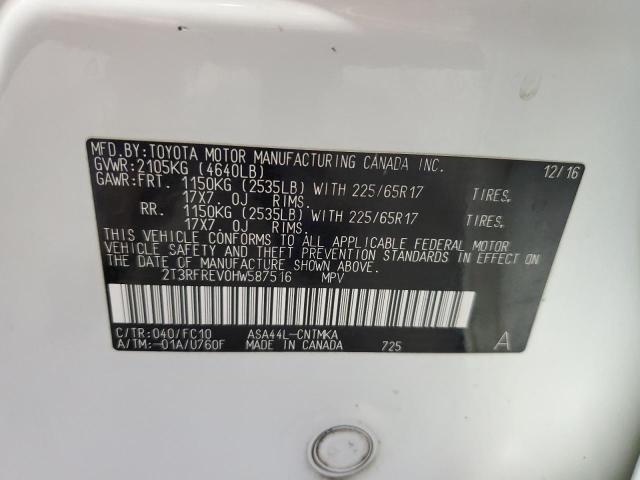 MFD.BY:TOYOTA MOTOR MANUFACTURING CANADA INC. 12/16
GVWR:2105KG (4640LB)
GAWR:FRT. 1150KG (2535LB) WITH 225/65R17 TIRES,
17X7. 0J RIMS.
RR. 1150KG (2535LB) WITH 225/65R17 TIRES,
17X7. 0J RIMS.
THIS VEHICLE CONFORMS TO ALL APPLICABLE FEDERAL MOTOR
VEHICLE SAFETY AND THEFT PREVENTION STANDARDS IN EFFECT ON
THE DATE OF MANUFACTURE SHOWN ABOVE.
2T3RFREV0HW587516 MPV
C/TR:040/FC10 ASA44L-CNTMKA
A/TM:-01A/U760F MADE IN CANADA 725 A